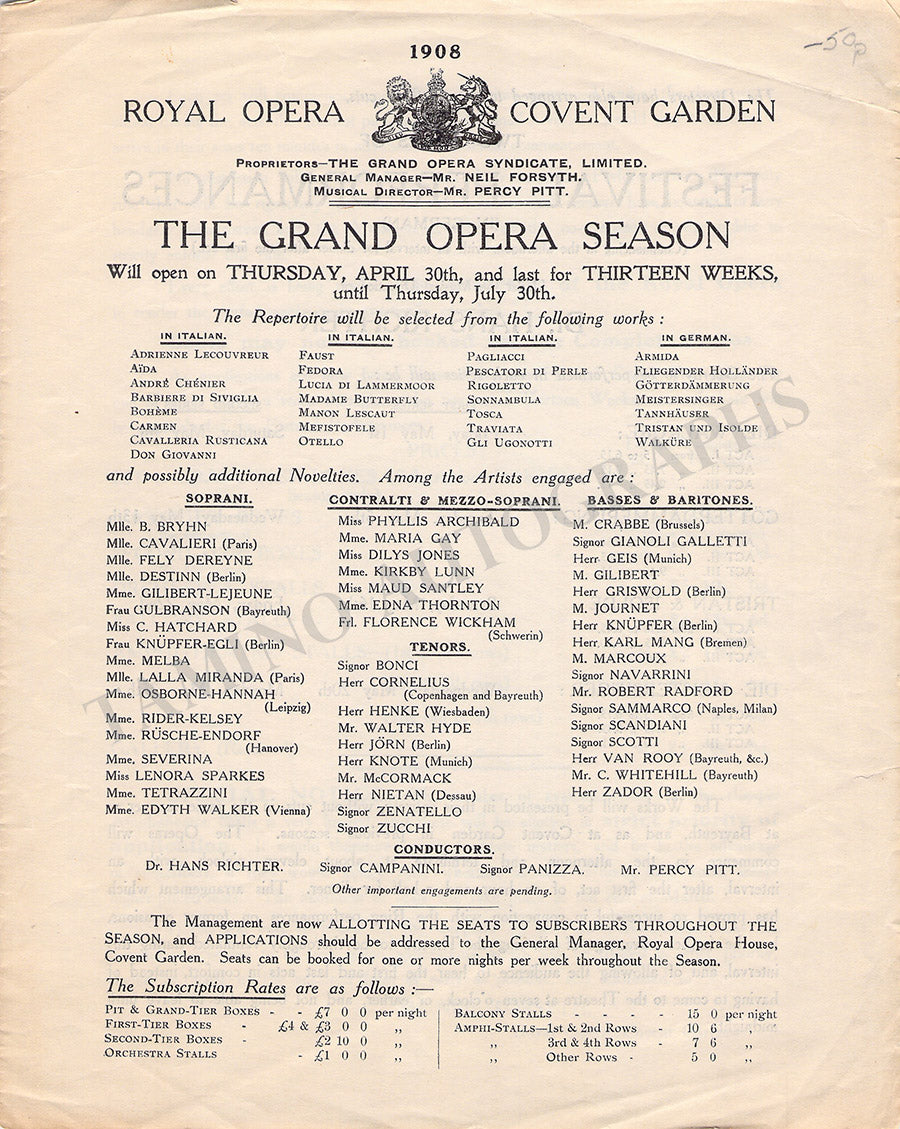 1908
-50p
ROYAL OPERA COVENT GARDEN
PROPRIETORS—THE GRAND OPERA SYNDICATE, LIMITED.
GENERAL MANAGER—MR. NEIL FORSYTH.
MUSICAL DIRECTOR—MR. PERCY PITT.
THE GRAND OPERA SEASON
Will open on THURSDAY, APRIL 30th, and last for THIRTEEN WEEKS,
until Thursday, July 30th.
The Repertoire will be selected from the following works :
IN ITALIAN.
ADRIENNE LECOUVREUR
AÏDA
ANDRÉ CHÉNIER
BARBIERE DI SIVIGLIA
BOHÈME
CARMEN
CAVALLERIA RUSTICANA
DON GIOVANNI
IN ITALIAN.
FAUST
FEDORA
LUCIA DI LAMMERMOOR
MADAME BUTTERFLY
MANON LESCAUT
MEFISTOFELE
OTELLO
IN ITALIAN.
PAGLIACCI
PESCATORI DI PERLE
RIGOLETTO
SONNAMBULA
TOSCA
TRAVIATA
GLI UGONOTTI
IN GERMAN.
ARMIDA
FLIEGENDER HOLLÄNDER
GÖTTERDÄMMERUNG
MEISTERSINGER
TANNHÄUSER
TRISTAN UND ISOLDE
WALKÜRE
and possibly additional Novelties. Among the Artists engaged are :
SOPRANI.
Mlle. B. BRYHN
Mlle. CAVALIERI (Paris)
Mlle. FELY DEREYNE
Mlle. DESTINN (Berlin)
Mme. GILIBERT-LEJEUNE
Frau GULBRANSON (Bayreuth)
Miss C. HATCHARD
Frau KNÜPFER-EGLI (Berlin)
Mme. MELBA
Mlle. LALLA MIRANDA (Paris)
Mme. OSBORNE-HANNAH
(Leipzig)
Mme. RIDER-KELSEY
Mme. RÜSCHE-ENDORF
(Hanover)
Mme. SEVERINA
Miss LENORA SPARKES
Mme. TETRAZZINI
Mme. EDYTH WALKER (Vienna)
CONTRALTI & MEZZO-SOPRANI.
Miss PHYLLIS ARCHIBALD
Mme. MARIA GAY
Miss DILYS JONES
Mme. KIRKBY LUNN
Miss MAUD SANTLEY
Mme. EDNA THORNTON
Frl. FLORENCE WICKHAM
(Schwerin)
TENORS.
Signor BONCI
Herr CORNELIUS
(Copenhagen and Bayreuth)
Herr HENKE (Wiesbaden)
Mr. WALTER HYDE
Herr JÖRN (Berlin)
Herr KNOTE (Munich)
Mr. McCORMACK
Herr NIETAN (Dessau)
Signor ZENATELLO
Signor ZUCCHI
BASSES & BARITONES.
M. CRABBE (Brussels)
Signor GIANOLI GALLETTI
Herr GEIS (Munich)
M. GILIBERT
Herr GRISWOLD (Berlin)
M. JOURNET
Herr KNÜPFER (Berlin)
Herr KARL MANG (Bremen)
M. MARCOUX
Signor NAVARRINI
Mr. ROBERT RADFORD
Signor SAMMARCO (Naples, Milan)
Signor SCANDIANI
Signor SCOTTI
Herr VAN ROOY (Bayreuth, &c.)
Mr. C. WHITEHILL (Bayreuth)
Herr ZADOR (Berlin)
CONDUCTORS.
Dr. HANS RICHTER. Signor CAMPANINI. Signor PANIZZA. Mr. PERCY PITT.
Other important engagements are pending.
The Management are now ALLOTTING THE SEATS TO SUBSCRIBERS THROUGHOUT THE
SEASON, and APPLICATIONS should be addressed to the General Manager, Royal Opera House,
Covent Garden. Seats can be booked for one or more nights per week throughout the Season.
The Subscription Rates are as follows :—
PIT & GRAND-TIER BOXES - - £7 0 0 per night
FIRST-TIER BOXES - £4 & £3 0 0 ,,
SECOND-TIER BOXES - £2 10 0 ,,
ORCHESTRA STALLS - £1 0 0 ,,
BALCONY STALLS - - - - 15 0 per night
AMPHI-STALLS—1st & 2nd Rows - 10 6 ,,
,, 3rd & 4th Rows - 7 6 ,,
,, Other Rows - 5 0 ,,
TAMINO AUTOGRAPHS